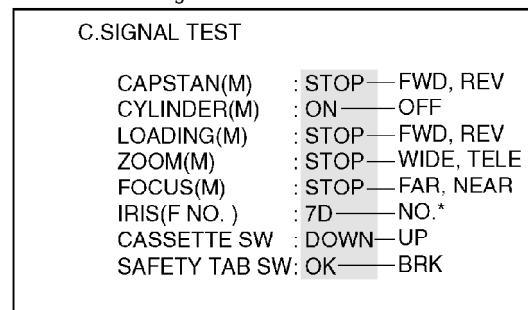 C.SIGNAL TEST
CAPSTAN(M) : STOP — FWD, REV
CYLINDER(M) : ON — OFF
LOADING(M) : STOP — FWD, REV
ZOOM(M) : STOP — WIDE, TELE
FOCUS(M) : STOP — FAR, NEAR
IRIS(F NO. ) : 7D — NO.*
CASSETTE SW : DOWN — UP
SAFETY TAB SW: OK — BRK